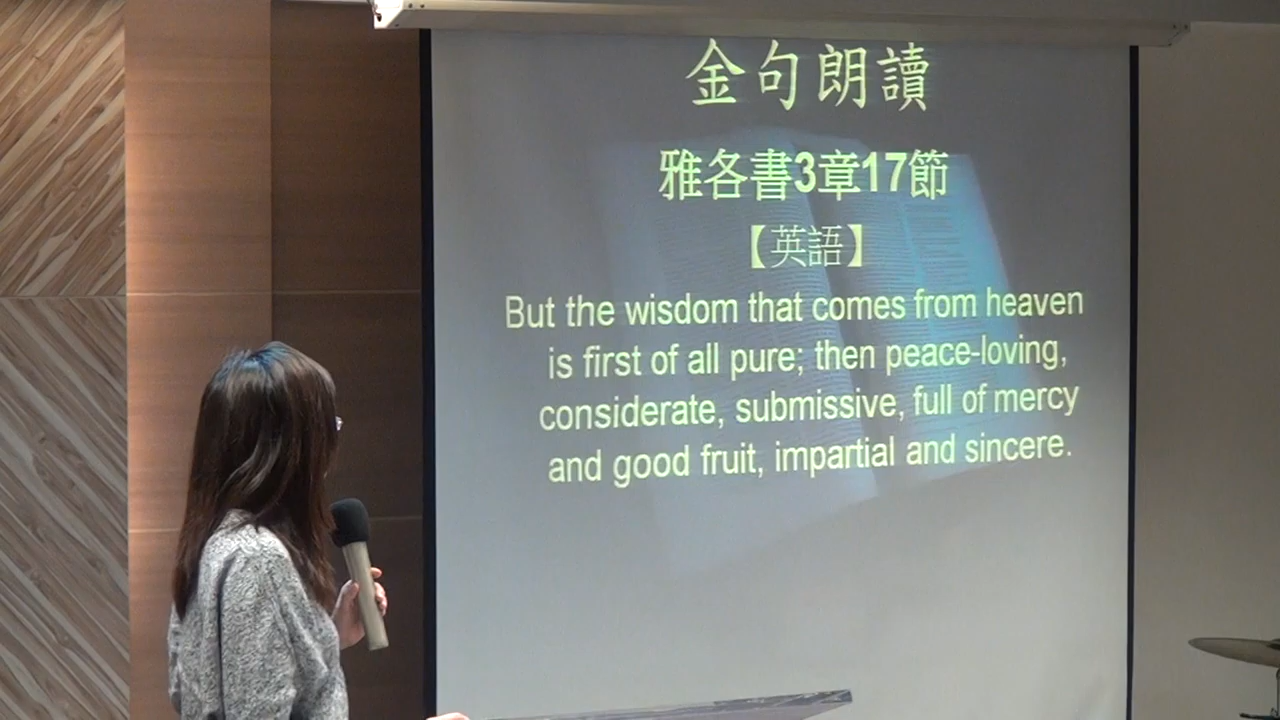 金句朗讀
雅各書3章17節
【英語】
But the wisdom that comes from heaven
is first of all pure; then peace-loving,
considerate, submissive, full of mercy
and good fruit, impartial and sincere.